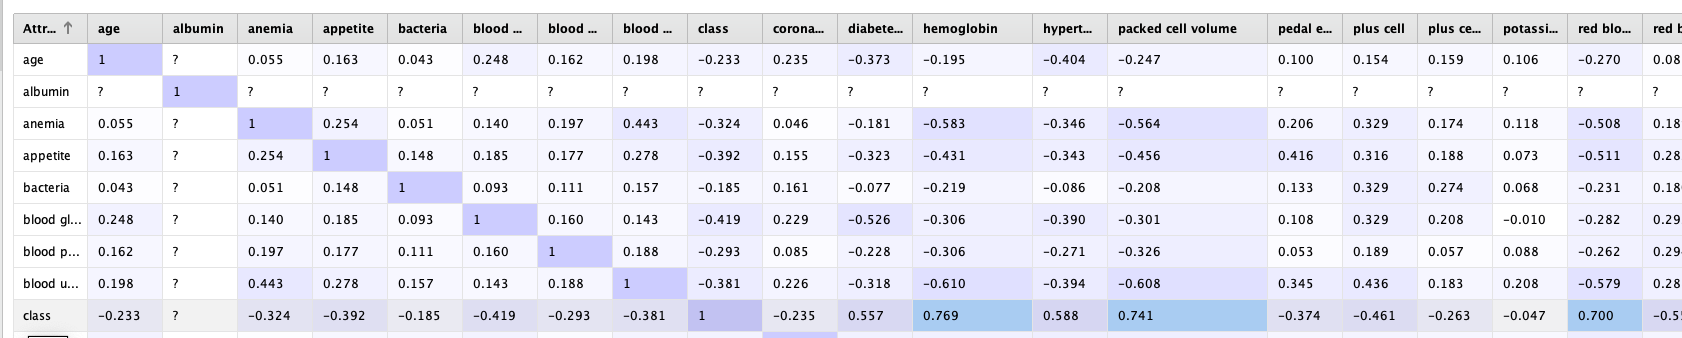 Attr... ↑ age albumin anemia appetite bacteria blood ... blood ... blood ... class corona... diabete... hemoglobin hypert... packed cell volume pedal e... plus cell plus ce... potassi... red blo... red b
age 1 ? 0.055 0.163 0.043 0.248 0.162 0.198 −0.233 0.235 −0.373 −0.195 −0.404 −0.247 0.100 0.154 0.159 0.106 −0.270 0.08
albumin ? 1 ? ? ? ? ? ? ? ? ? ? ? ? ? ? ? ? ? ?
anemia 0.055 ? 1 0.254 0.051 0.140 0.197 0.443 −0.324 0.046 −0.181 −0.583 −0.346 −0.564 0.206 0.329 0.174 0.118 −0.508 0.18
appetite 0.163 ? 0.254 1 0.148 0.185 0.177 0.278 −0.392 0.155 −0.323 −0.431 −0.343 −0.456 0.416 0.316 0.188 0.073 −0.511 0.28
bacteria 0.043 ? 0.051 0.148 1 0.093 0.111 0.157 −0.185 0.161 −0.077 −0.219 −0.086 −0.208 0.133 0.329 0.274 0.068 −0.231 0.18
blood gl... 0.248 ? 0.140 0.185 0.093 1 0.160 0.143 −0.419 0.229 −0.526 −0.306 −0.390 −0.301 0.108 0.329 0.208 −0.010 −0.282 0.29
blood p... 0.162 ? 0.197 0.177 0.111 0.160 1 0.188 −0.293 0.085 −0.228 −0.306 −0.271 −0.326 0.053 0.189 0.057 0.088 −0.262 0.29
blood u... 0.198 ? 0.443 0.278 0.157 0.143 0.188 1 −0.381 0.226 −0.318 −0.610 −0.394 −0.608 0.345 0.436 0.183 0.208 −0.579 0.28
class −0.233 ? −0.324 −0.392 −0.185 −0.419 −0.293 −0.381 1 −0.235 0.557 0.769 0.588 0.741 −0.374 −0.461 −0.263 −0.047 0.700 −0.5